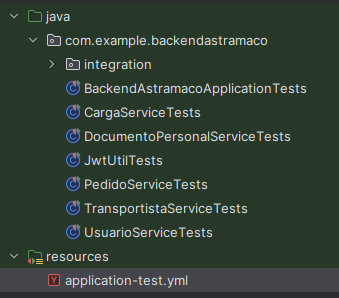 java
com.example.backendastramaco
integration
BackendAstramacoApplicationTests
CargaServiceTests
DocumentoPersonalServiceTests
JwtUtilTests
PedidoServiceTests
TransportistaServiceTests
UsuarioServiceTests
resources
application-test.yml